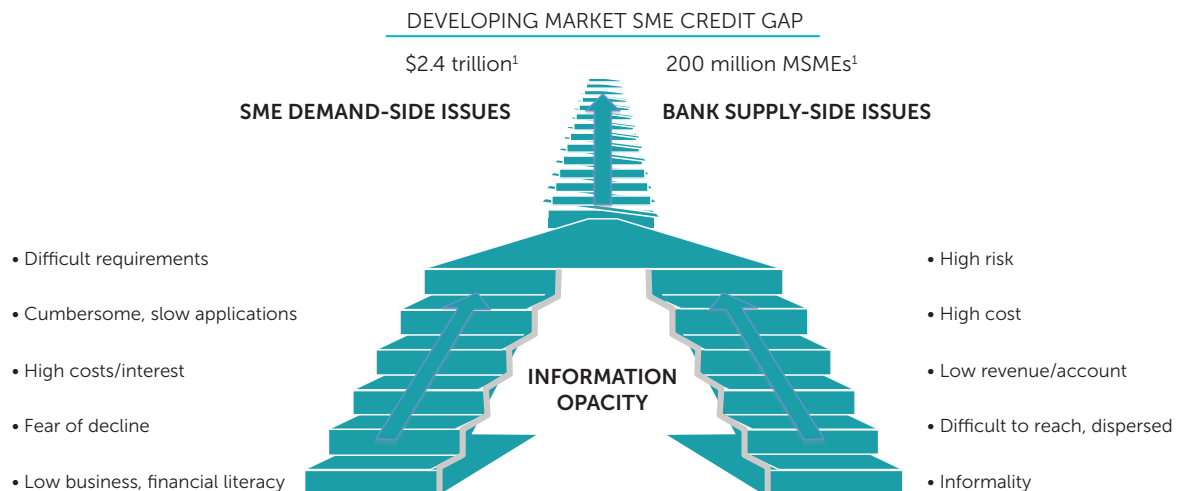 DEVELOPING MARKET SME CREDIT GAP
$2.4 trillion¹
200 million MSMEs¹
SME DEMAND-SIDE ISSUES
BANK SUPPLY-SIDE ISSUES
• Difficult requirements
• Cumbersome, slow applications
• High costs/interest
• Fear of decline
• Low business, financial literacy
INFORMATION
OPACITY
• High risk
• High cost
• Low revenue/account
• Difficult to reach, dispersed
• Informality